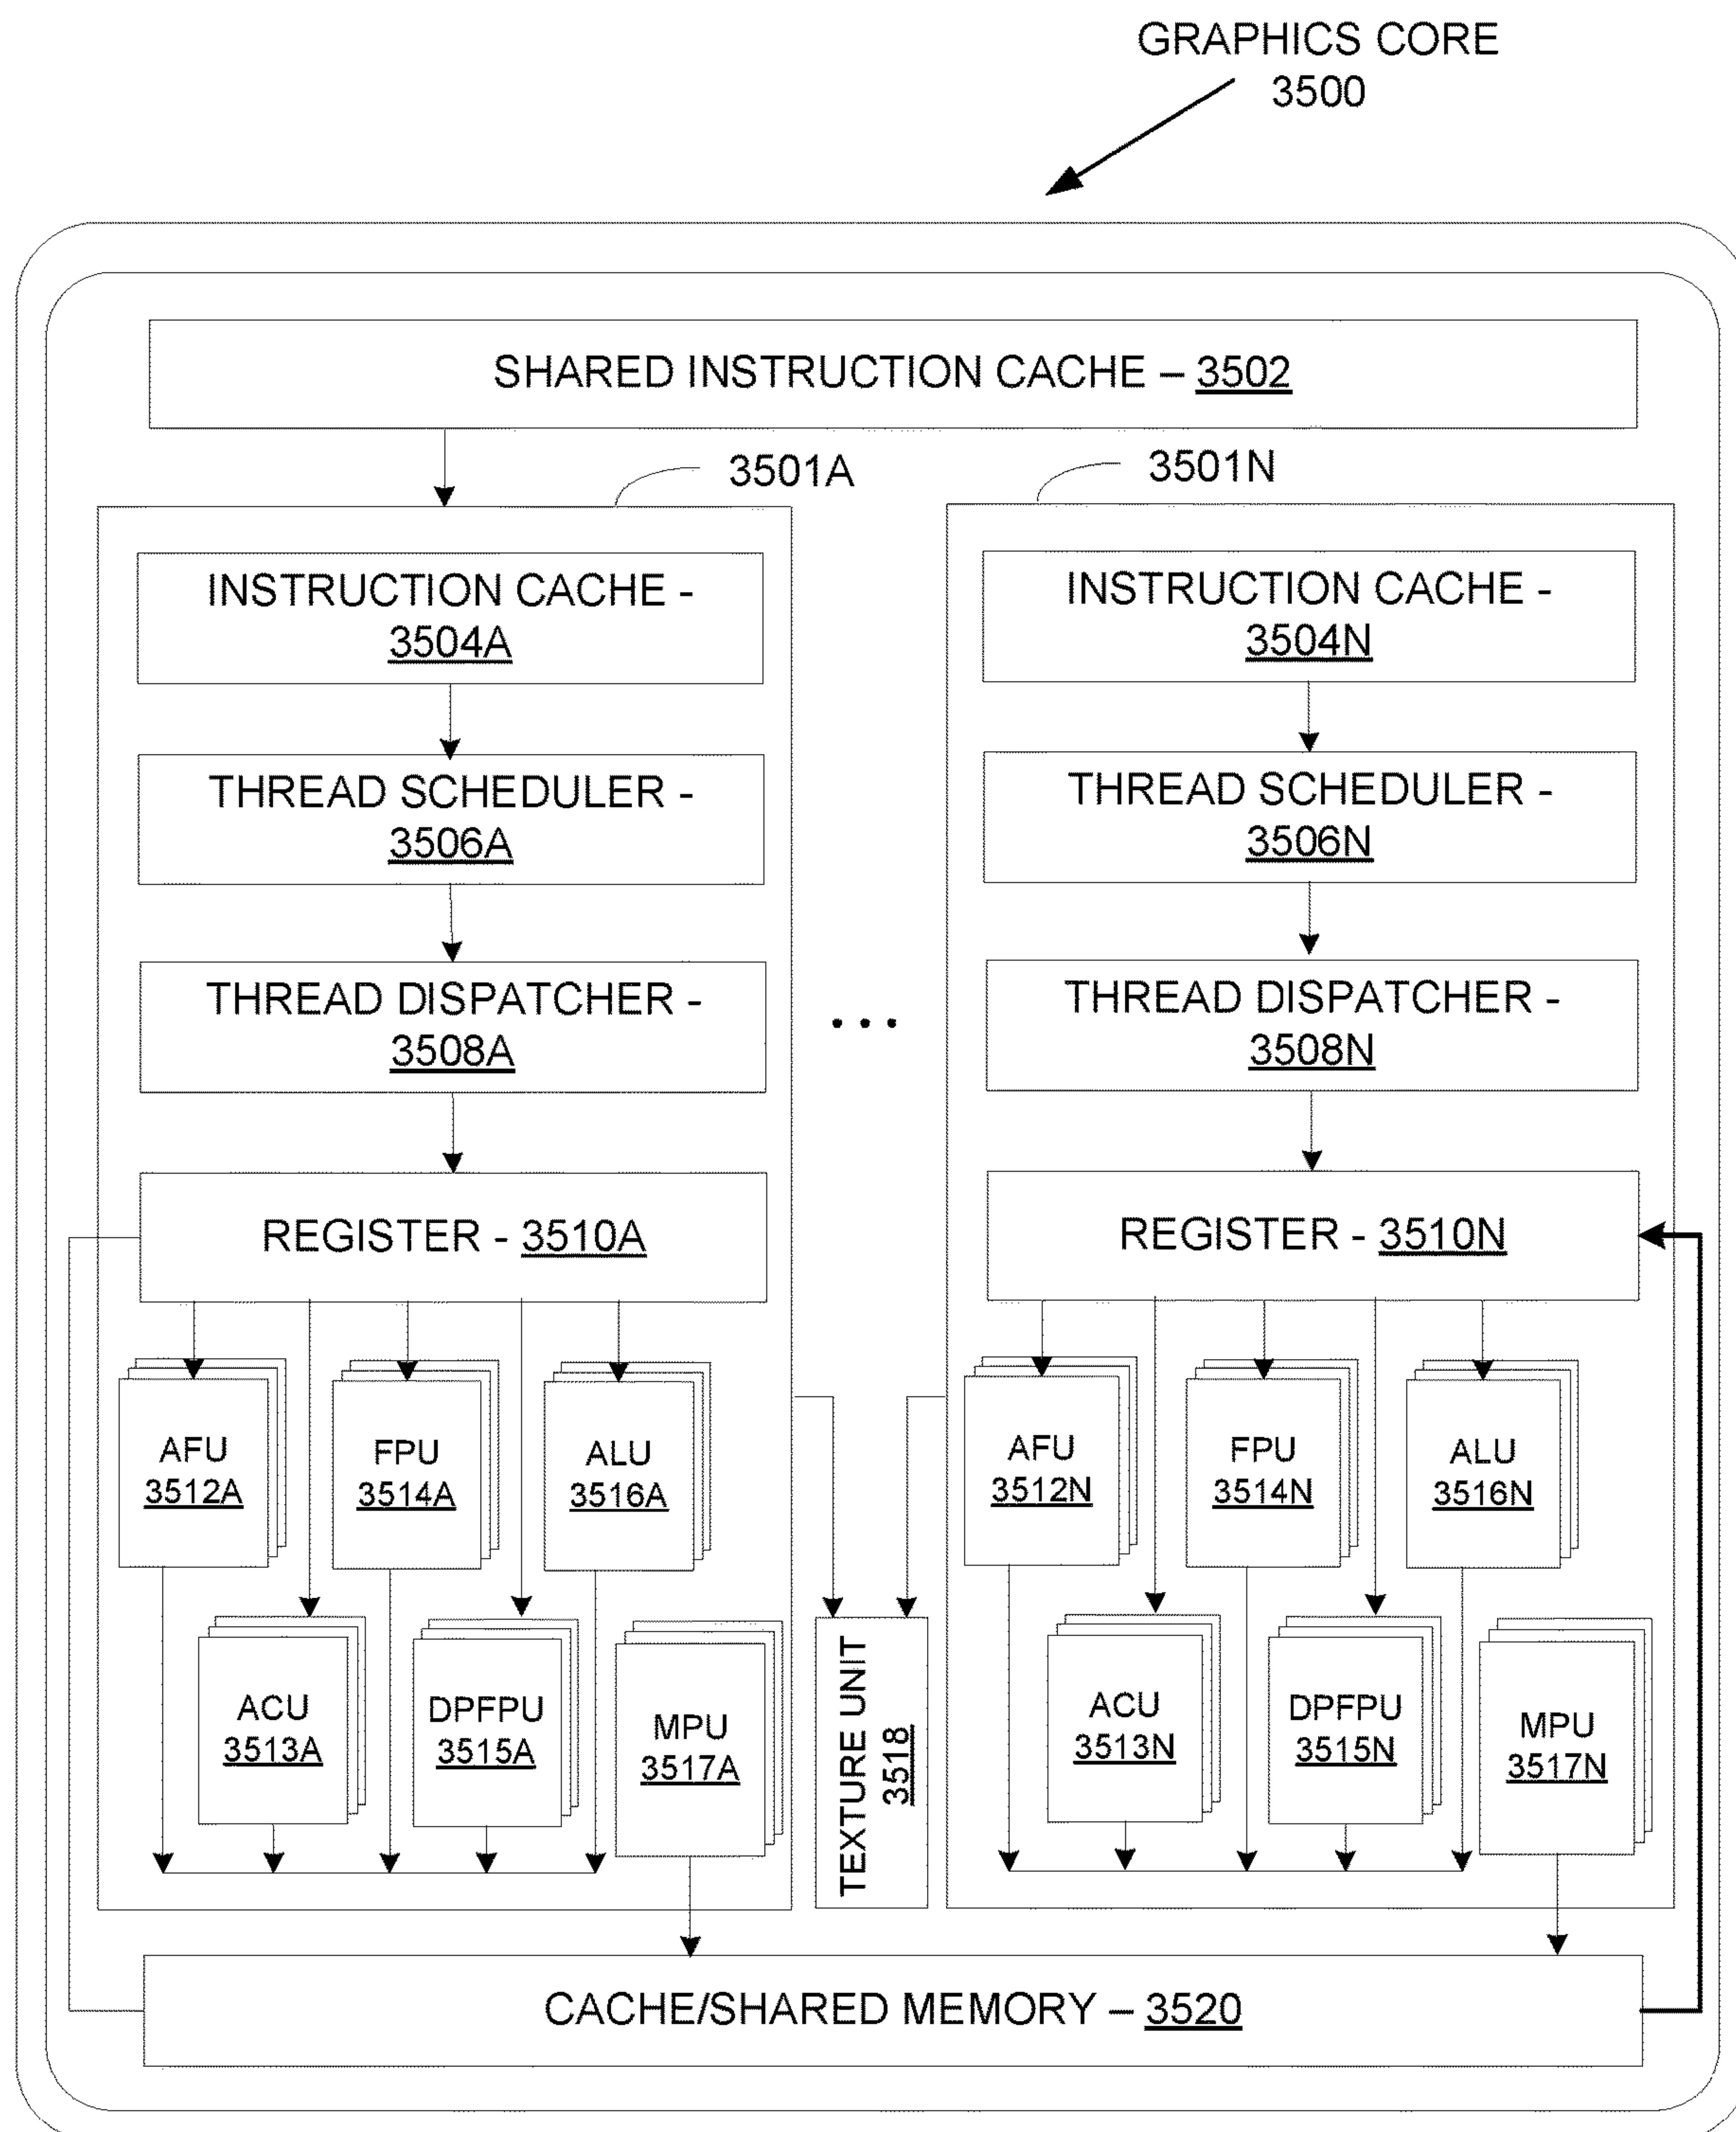 GRAPHICS CORE
3500
SHARED INSTRUCTION CACHE – 3502
3501A
3501N
INSTRUCTION CACHE -
3504A
THREAD SCHEDULER -
3506A
THREAD DISPATCHER -
3508A
REGISTER - 3510A
AFU
3512A
FPU
3514A
ALU
3516A
ACU
3513A
DPFPU
3515A
MPU
3517A
...
TEXTURE UNIT
3518
INSTRUCTION CACHE -
3504N
THREAD SCHEDULER -
3506N
THREAD DISPATCHER -
3508N
REGISTER - 3510N
AFU
3512N
FPU
3514N
ALU
3516N
ACU
3513N
DPFPU
3515N
MPU
3517N
CACHE/SHARED MEMORY – 3520